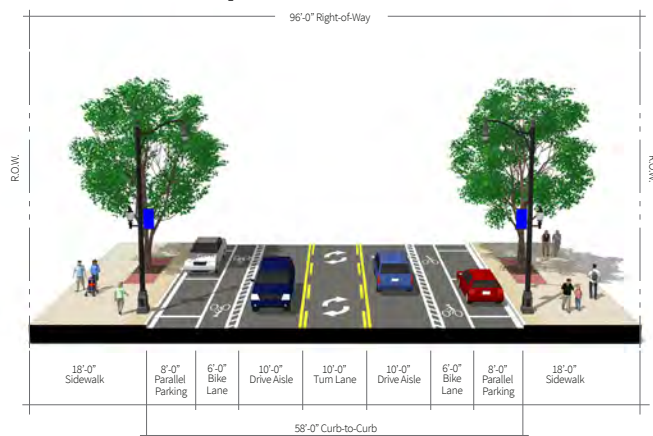 96'-0" Right-of-Way
R.O.W.
R.O.W.
18'-0"
Sidewalk
8'-0"
Parallel
Parking
6'-0"
Bike
Lane
10'-0"
Drive Aisle
10'-0"
Turn Lane
10'-0"
Drive Aisle
6'-0"
Bike
Lane
8'-0"
Parallel
Parking
18'-0"
Sidewalk
58'-0" Curb-to-Curb